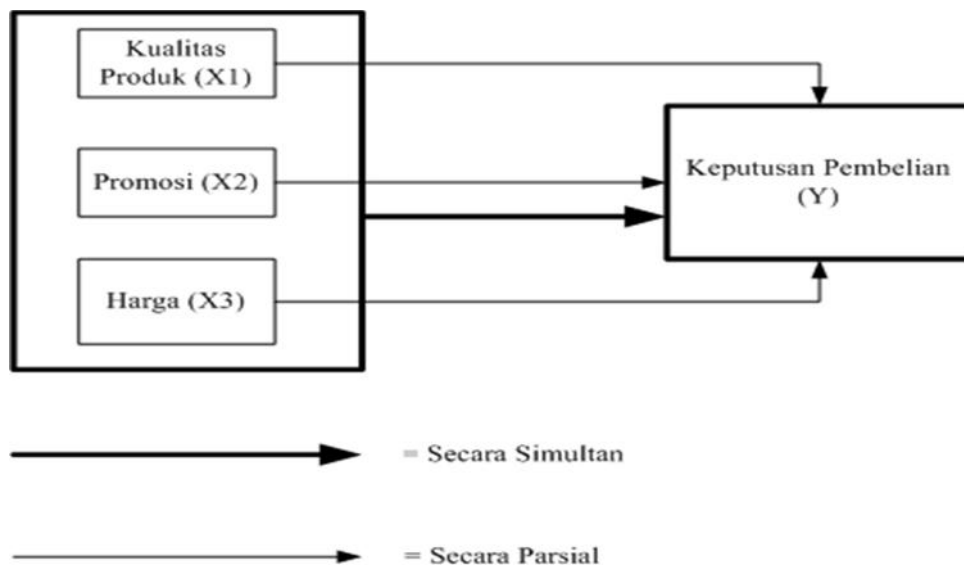 Kualitas
Produk (X1)
Promosi (X2)
Harga (X3)
Keputusan Pembelian
(Y)
= Secara Simultan
= Secara Parsial